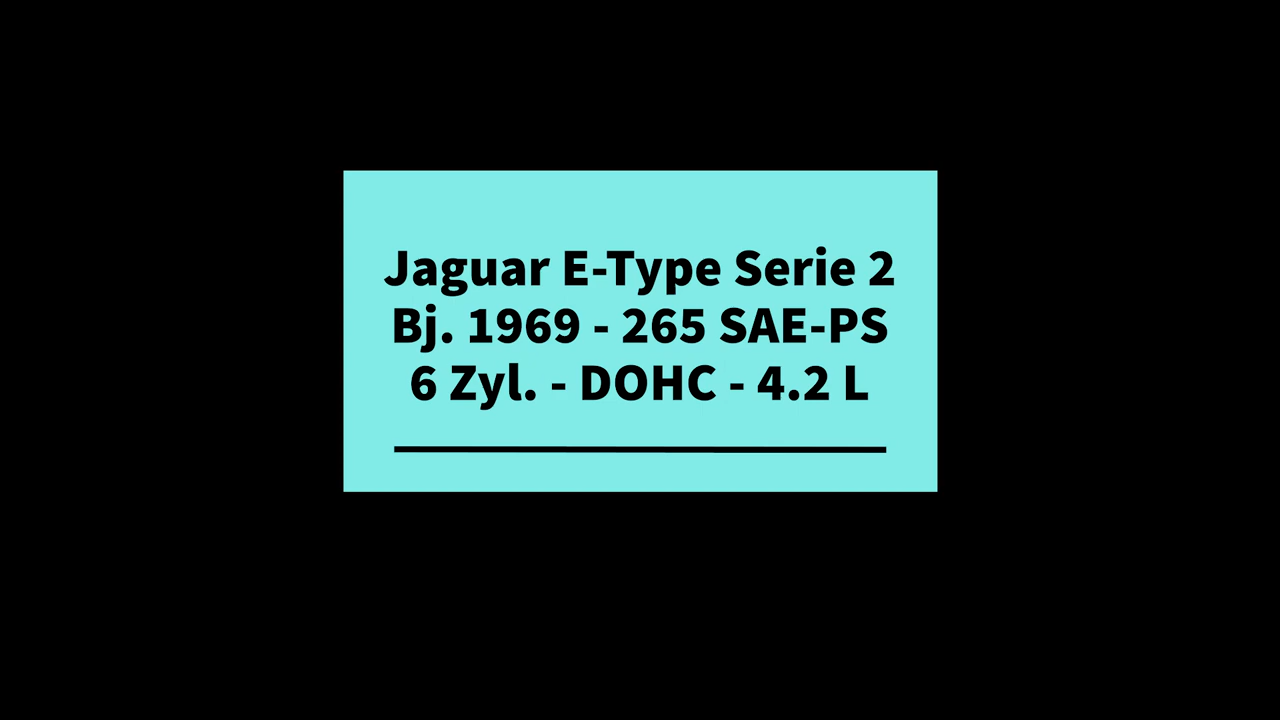 Jaguar E-Type Serie 2
Bj. 1969 - 265 SAE-PS
6 Zyl. - DOHC - 4.2 L